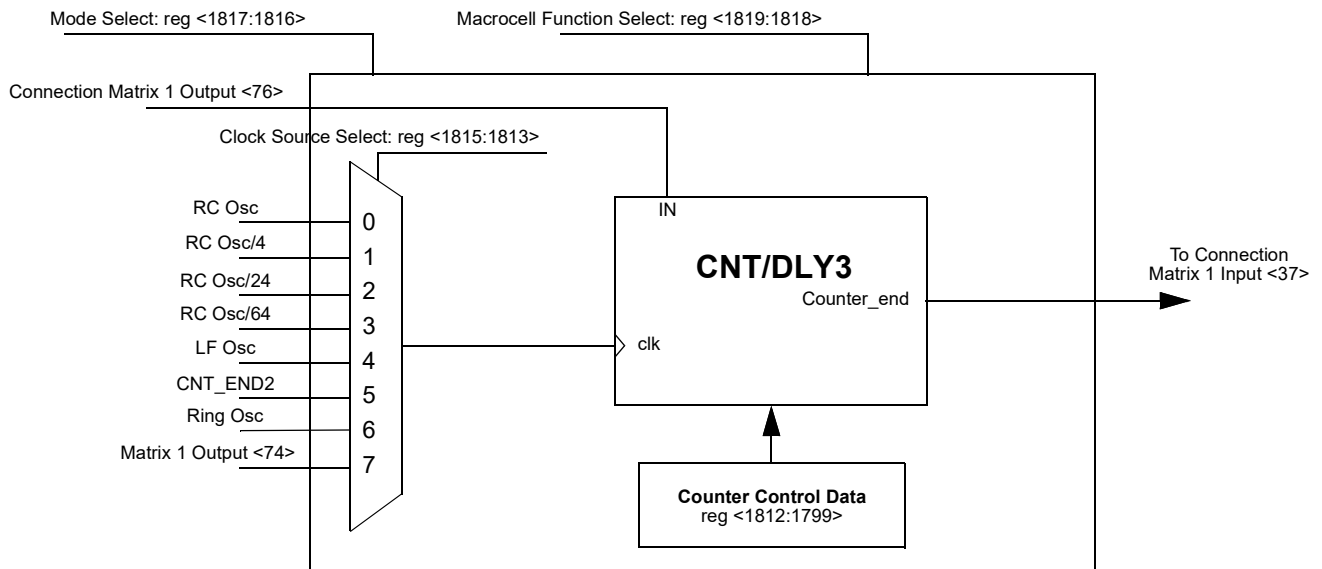 Mode Select: reg <1817:1816>
Macrocell Function Select: reg <1819:1818>
Connection Matrix 1 Output <76>
Clock Source Select: reg <1815:1813>
RC Osc
0
RC Osc/4
1
RC Osc/24
2
RC Osc/64
3
LF Osc
4
CNT_END2
5
Ring Osc
6
Matrix 1 Output <74>
7
IN
CNT/DLY3
Counter_end
clk
To Connection
Matrix 1 Input <37>
Counter Control Data
reg <1812:1799>